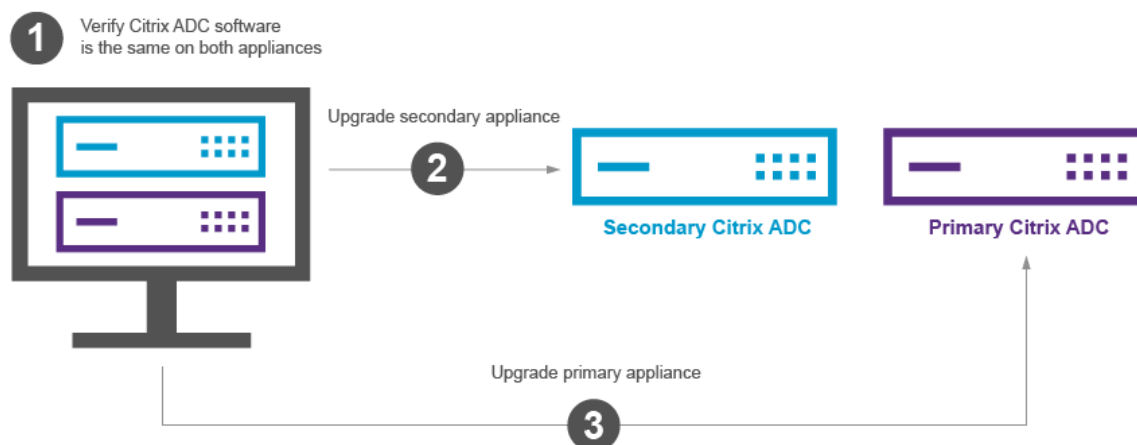 1
Verify Citrix ADC software
is the same on both appliances
Upgrade secondary appliance
2
Secondary Citrix ADC
Primary Citrix ADC
Upgrade primary appliance
3